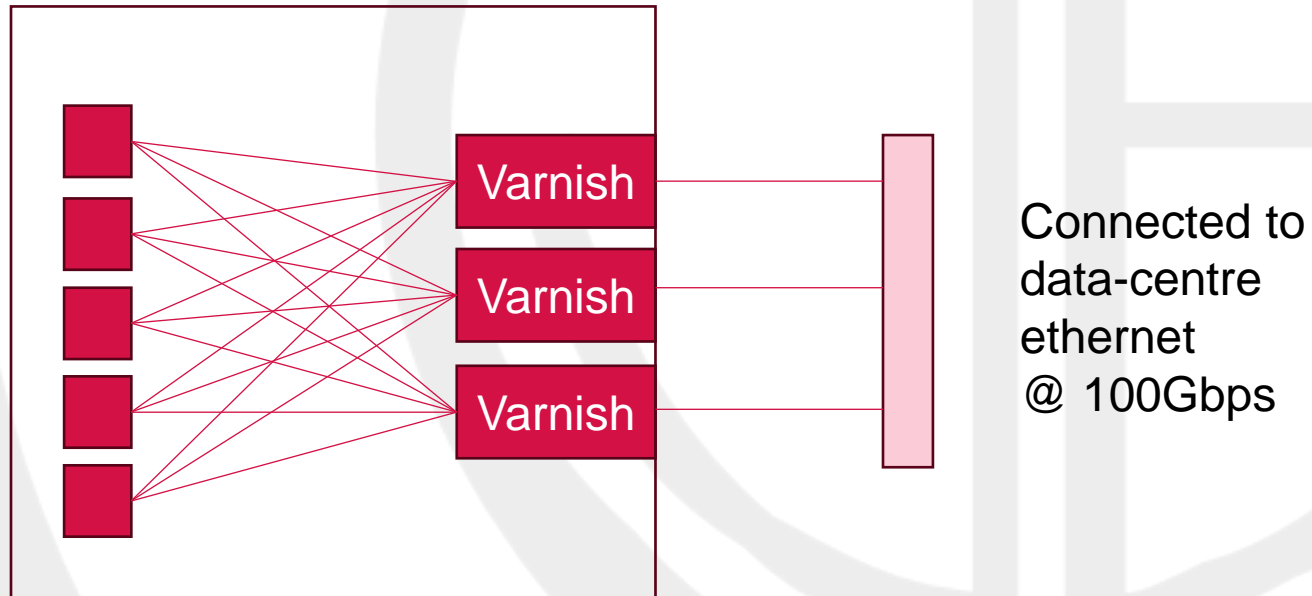 Varnish
Varnish
Varnish
Connected to
data-centre
ethernet
@ 100Gbps